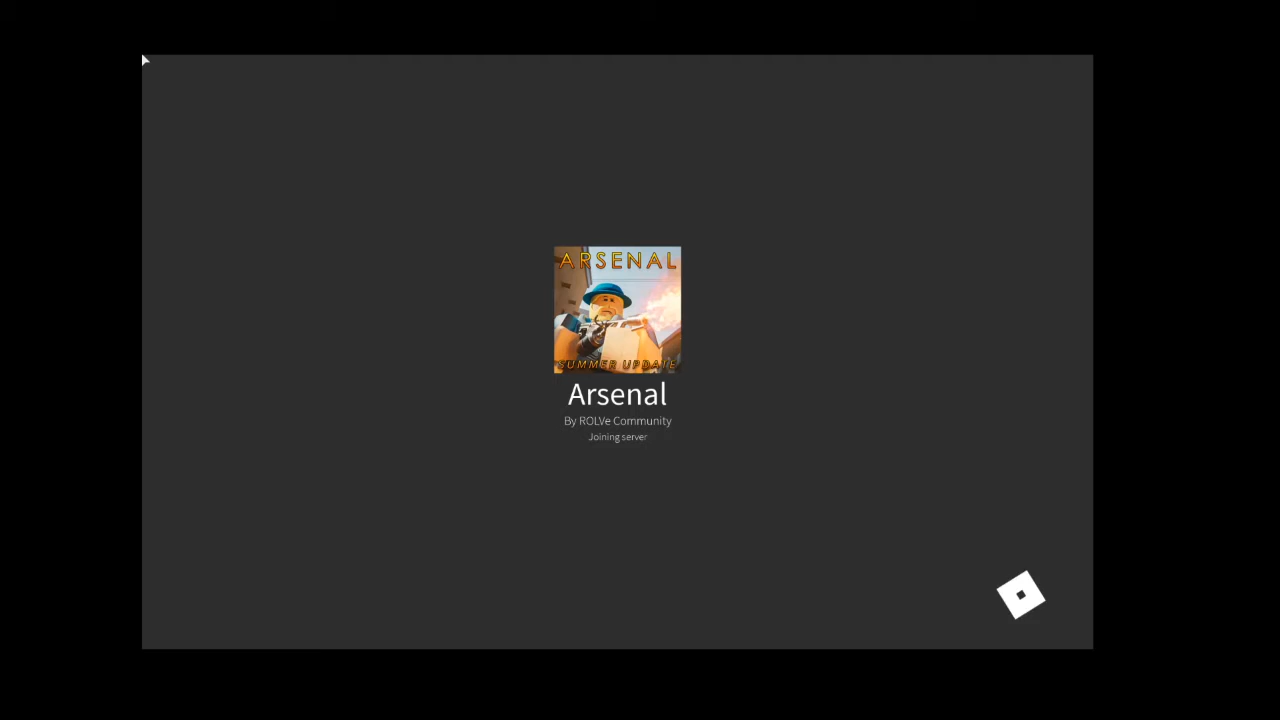 ARSENAL
SUMMER UPDATE
Arsenal
By ROLVe Community
Joining server